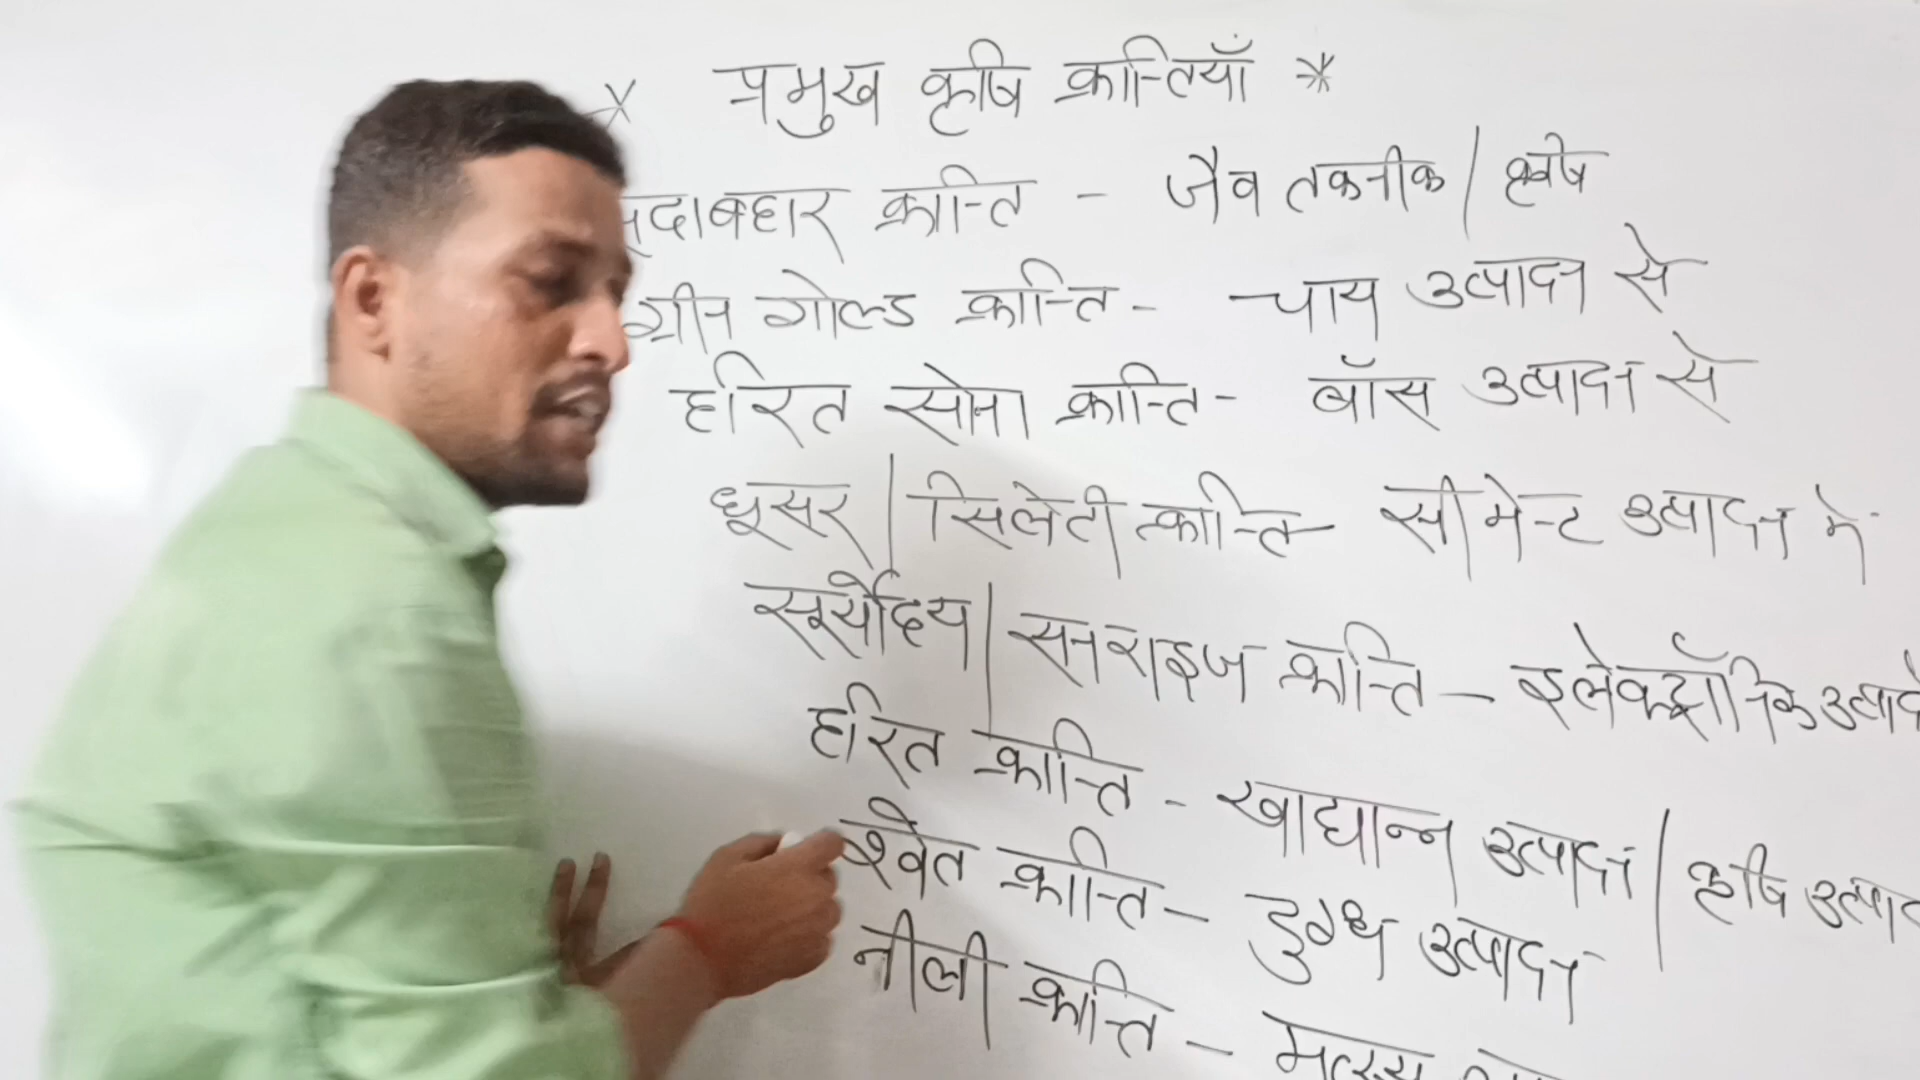 * प्रमुख कृषि क्रान्तियाँ *
सदाबहार क्रान्ति - जैव तकनीक |
ग्रीन गोल्ड क्रान्ति - चाय उत्पादन से
हरित सोना क्रान्ति - बाँस उत्पादन से
धूसर | सिलेटी क्रान्ति - सीमेन्ट उत्पादन में
सूर्योदय | सनराइज क्रान्ति - इलेक्ट्रॉनिक
हरित क्रान्ति - खाद्यान्न उत्पादन | कृषि
श्वेत क्रान्ति - दुग्ध उत्पादन
नीली क्रान्ति - मत्स्य